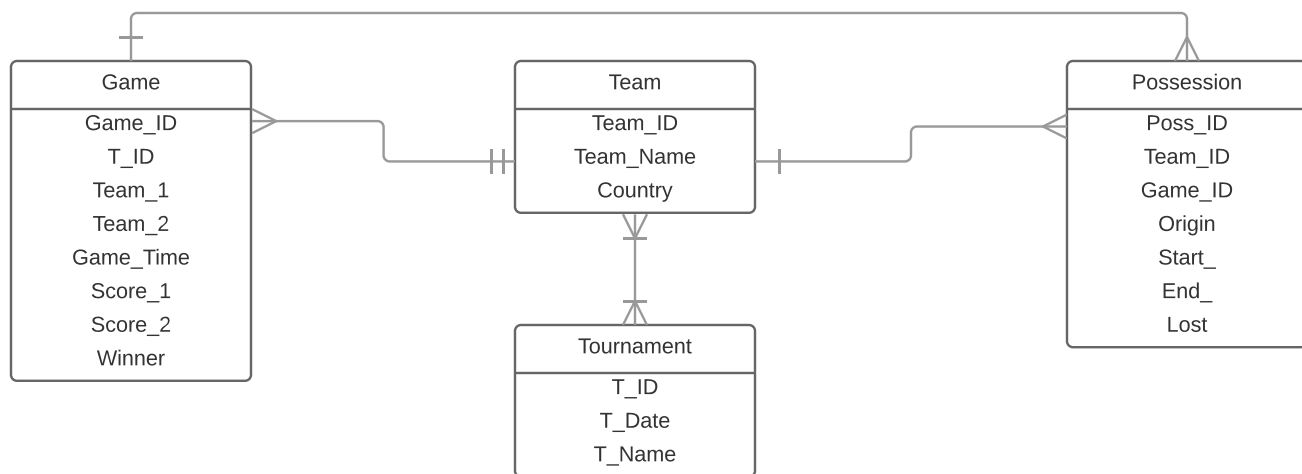 Game
Game_ID
T_ID
Team_1
Team_2
Game_Time
Score_1
Score_2
Winner
Team
Team_ID
Team_Name
Country
Tournament
T_ID
T_Date
T_Name
Possession
Poss_ID
Team_ID
Game_ID
Origin
Start_
End_
Lost